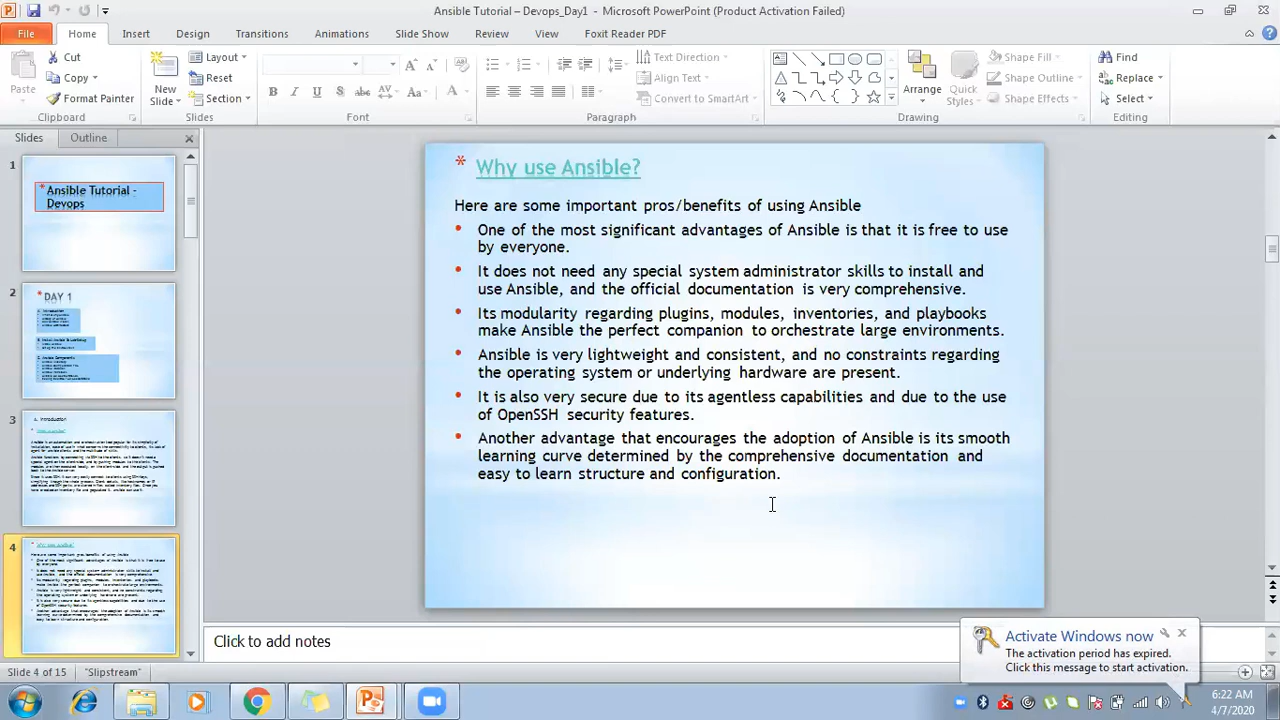 Ansible Tutorial – Devops_Day1 - Microsoft PowerPoint (Product Activation Failed)
File Home Insert Design Transitions Animations Slide Show Review View Foxit Reader PDF
Paste
Cut
Copy
Format Painter
Clipboard
New
Slide
Layout
Reset
Section
Slides
B I U S abc AV Aa A
Font
Text Direction
Align Text
Convert to SmartArt
Paragraph
Arrange
Quick
Styles
Shape Fill
Shape Outline
Shape Effects
Drawing
Find
Replace
Select
Editing
Slides Outline
1
* Ansible Tutorial -
Devops
2
* DAY 1
3
4
* Why use Ansible?
Here are some important pros/benefits of using Ansible
• One of the most significant advantages of Ansible is that it is free to use
by everyone.
• It does not need any special system administrator skills to install and
use Ansible, and the official documentation is very comprehensive.
• modularity regarding plugins, modules, inventories, and playbooks
make Ansible the perfect companion to orchestrate large environments.
• Ansible is very lightweight and consistent, and no constraints regarding
the operating system or underlying hardware are present.
• It is also very secure due to its agentless capabilities and due to the use
of OpenSSH security features.
• Another advantage that encourages the adoption of Ansible is its smooth
learning curve determined by the comprehensive documentation and
easy to learn structure and configuration.
Click to add notes
Activate Windows now
The activation period has expired.
Click this message to start activation.
Slide 4 of 15 "Slipstream"
6:22 AM
4/7/2020